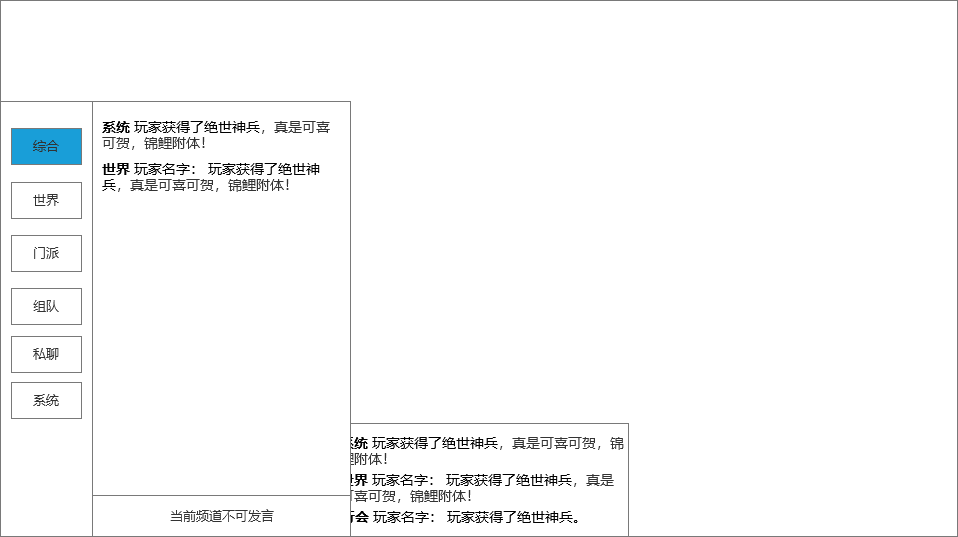 综合
世界
门派
组队
私聊
系统
系统 玩家获得了绝世神兵，真是可喜
可贺，锦鲤附体！
世界 玩家名字： 玩家获得了绝世神
兵，真是可喜可贺，锦鲤附体！
当前频道不可发言
系统 玩家获得了绝世神兵，真是可喜可贺，锦
鲤附体！
世界 玩家名字： 玩家获得了绝世神兵，真是
可喜可贺，锦鲤附体！
会 玩家名字： 玩家获得了绝世神兵。